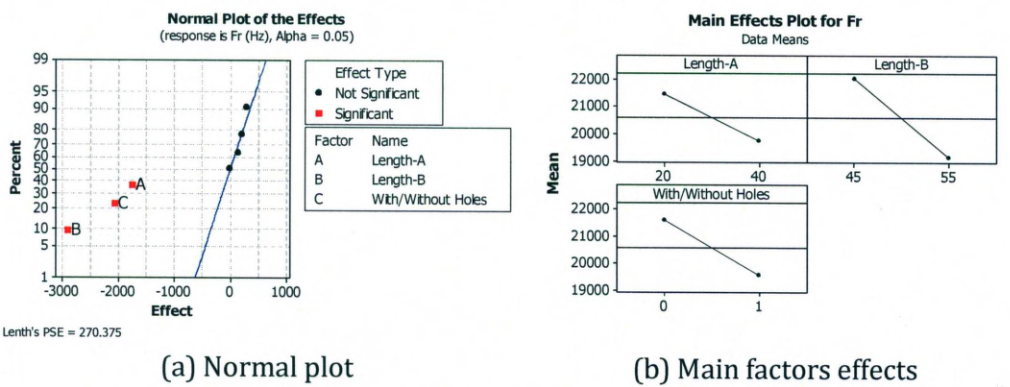 Normal Plot of the Effects
(response is Fr (Hz), Alpha = 0.05)
99
95
90
80
70
60
50
40
30
20
10
5
1
Percent
A
C
B
-3000 -2000 -1000 0 1000
Effect
Lenth's PSE = 270.375
Effect Type
Not Significant
Significant
Factor Name
A Length-A
B Length-B
C With/Without Holes
(a) Normal plot
Main Effects Plot for Fr
Data Means
Length-A Length-B
22000
21000
20000
19000
20 40 45 55
Mean
With/Without Holes
22000
21000
20000
19000
0 1
(b) Main factors effects